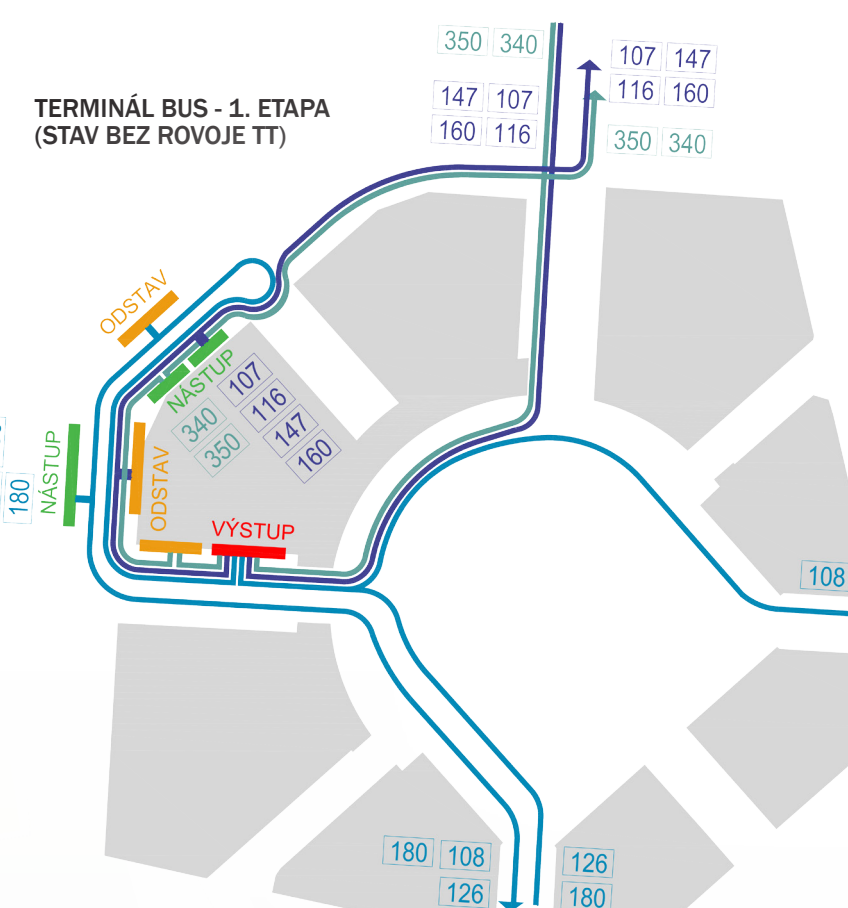 TERMINÁL BUS - 1. ETAPA
(STAV BEZ ROVOJE TT)
350 340
147 107
160 116
107 147
116 160
350 340
ODSTAV
NÁSTUP
107
116
147
160
340
350
NÁSTUP
180
ODSTAV
VÝSTUP
108
180 108
126
126
180